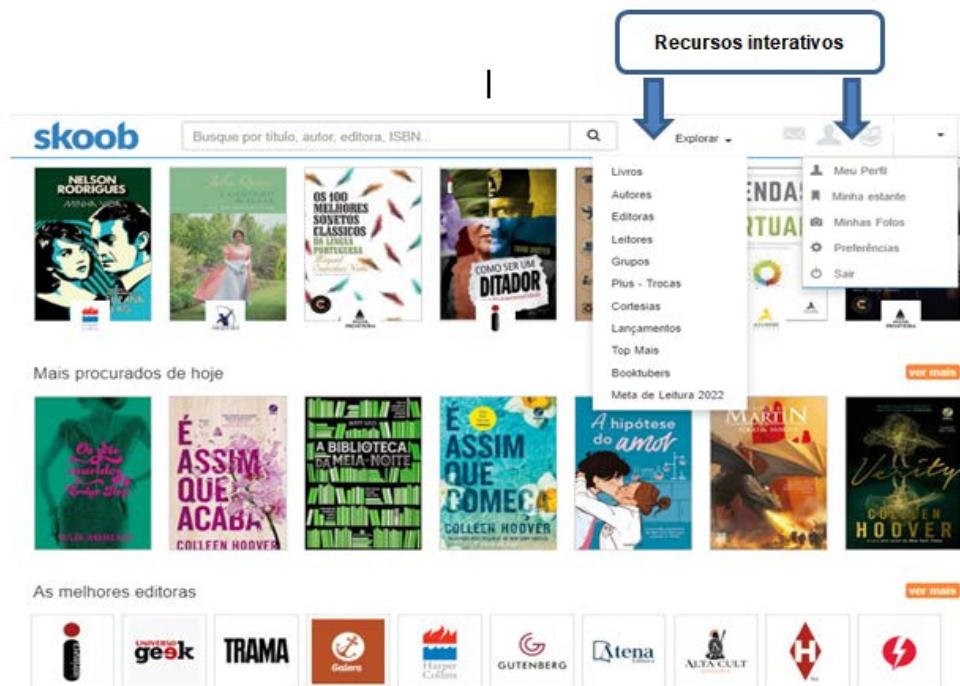 Recursos interativos
skoob
Busque por título, autor, editora, ISBN...
Explorar
Livros
Autores
Editoras
Leitores
Grupos
Plus - Trocas
Cortesias
Lançamentos
Top Mais
Booktubers
Meta de Leitura 2022
Meu Perfil
Minha estante
Minhas Fotos
Preferências
Sair
NELSON
RODRIGUES
OS 100
MELHORES
SONETOS
CLÁSSICOS
DA LÍNGUA
PORTUGUESA
COMO SER UM
DITADOR
Mais procurados de hoje
ver mais
É
ASSIM
QUE
ACABA
COLLEEN HOOVER
MATT HAIG
A BIBLIOTECA
DA MEIA-NOITE
É
ASSIM
QUE
COMEÇA
COLLEEN HOOVER
A hipótese
do amor
MARTIN
Verity
COLLEEN
HOOVER
As melhores editoras
ver mais
UNIVERSO
geek
TRAMA
Galera
Harper
Collins
G
GUTENBERG
Atena
ALTA CULT
H